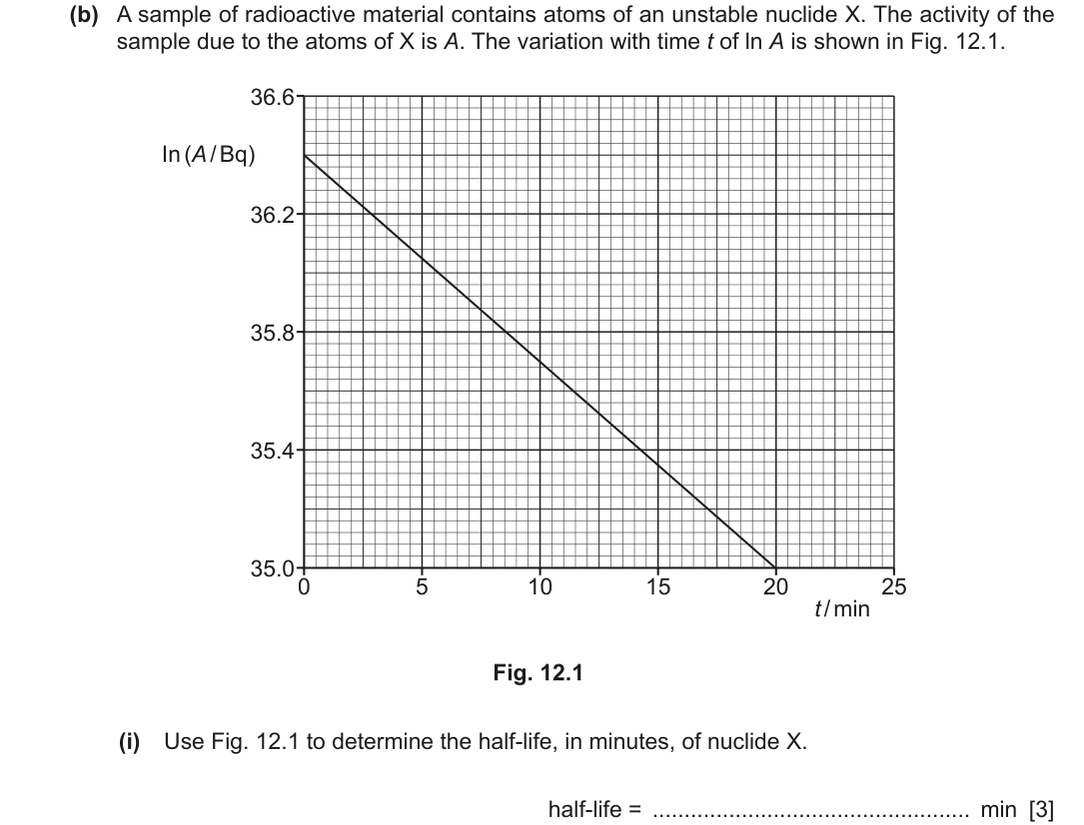 (b) A sample of radioactive material contains atoms of an unstable nuclide X. The activity of the
sample due to the atoms of X is A. The variation with time t of ln A is shown in Fig. 12.1.
36.6
ln (A / Bq)
36.2
35.8
35.4
35.0
0 5 10 15 20 25
t / min
Fig. 12.1
(i) Use Fig. 12.1 to determine the half-life, in minutes, of nuclide X.
half-life = ................................................. min [3]